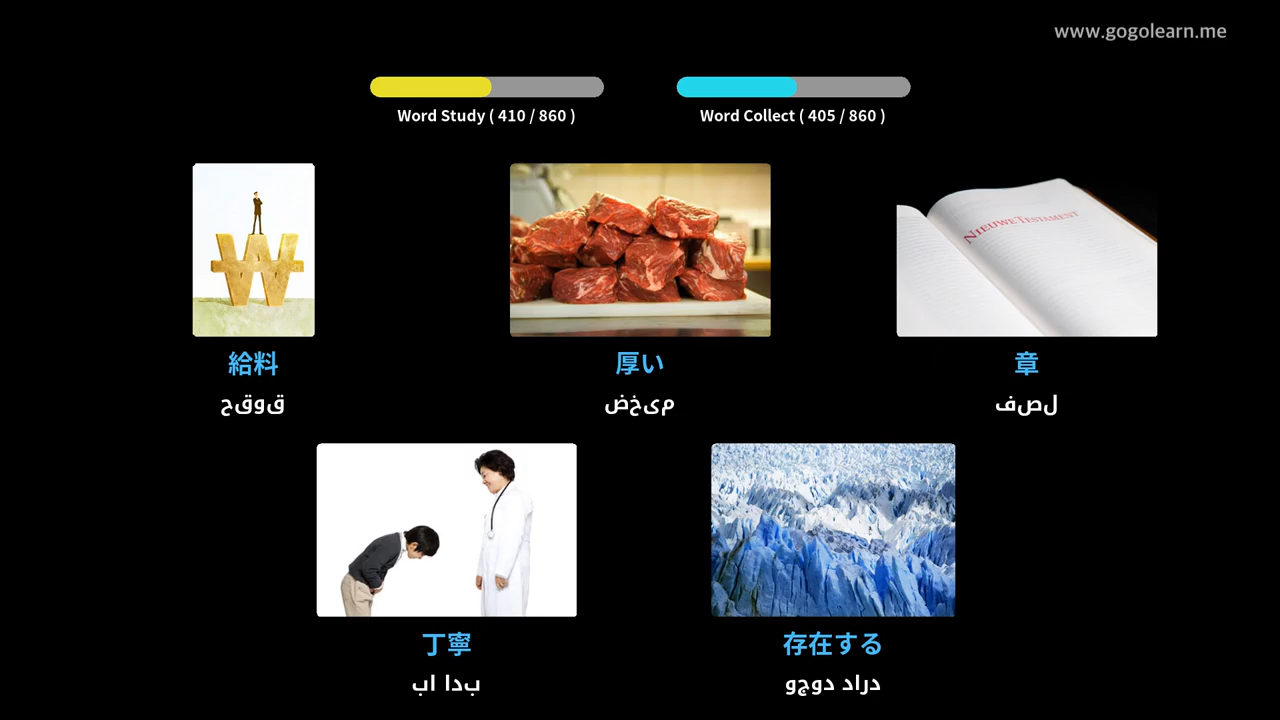 www.gogolearn.me
Word Study ( 410 / 860 )
Word Collect ( 405 / 860 )
給料
قوقح
厚い
میخض
章
لصف
丁寧
بدا اب
存在する
دراد دوجو
NIEUWE TESTAMENT